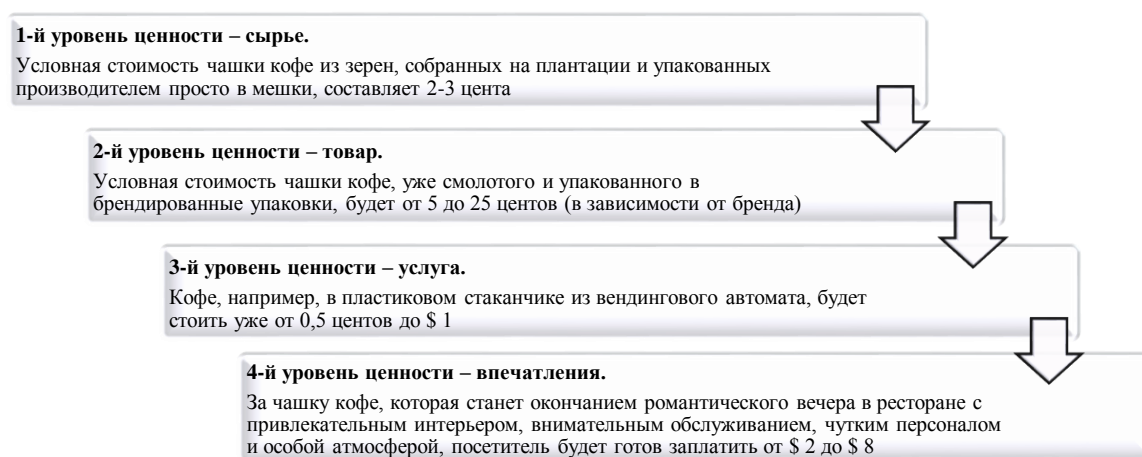 1-й уровень ценности – сырье.
Условная стоимость чашки кофе из зерен, собранных на плантации и упакованных
производителем просто в мешки, составляет 2-3 цента
2-й уровень ценности – товар.
Условная стоимость чашки кофе, уже смолотого и упакованного в
брендированные упаковки, будет от 5 до 25 центов (в зависимости от бренда)
3-й уровень ценности – услуга.
Кофе, например, в пластиковом стаканчике из вендингового автомата, будет
стоить уже от 0,5 центов до $ 1
4-й уровень ценности – впечатления.
За чашку кофе, которая станет окончанием романтического вечера в ресторане с
привлекательным интерьером, внимательным обслуживанием, чутким персоналом
и особой атмосферой, посетитель будет готов заплатить от $ 2 до $ 8